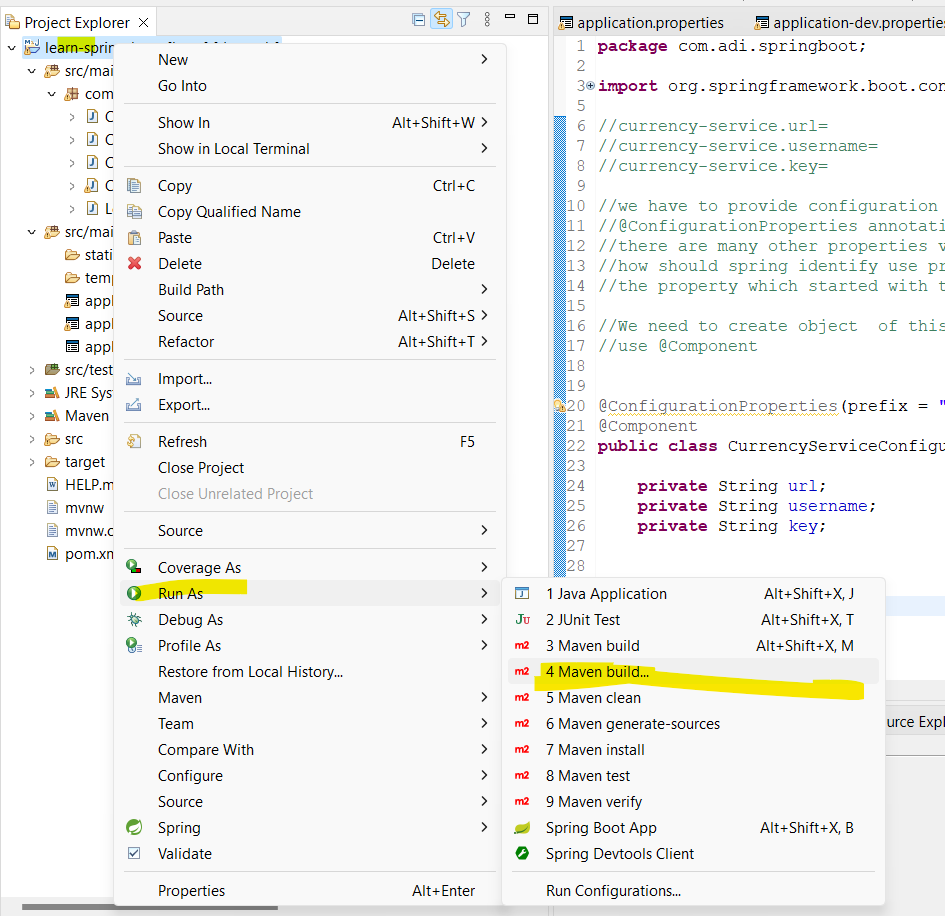 Project Explorer
learn-sprin
src/mai
com
src/mai
stati
temp
appl
appl
appl
src/test
JRE Sys
Maven
src
target
HELP.m
mvnw
mvnw.c
pom.xm
New
Go Into
Show In Alt+Shift+W
Show in Local Terminal
Copy Ctrl+C
Copy Qualified Name
Paste Ctrl+V
Delete Delete
Build Path
Source Alt+Shift+S
Refactor Alt+Shift+T
Import...
Export...
Refresh F5
Close Project
Close Unrelated Project
Source
Coverage As
Run As
Debug As
Profile As
Restore from Local History...
Maven
Team
Compare With
Configure
Source
Spring
Validate
Properties Alt+Enter
1 Java Application Alt+Shift+X, J
2 JUnit Test Alt+Shift+X, T
3 Maven build Alt+Shift+X, M
4 Maven build...
5 Maven clean
6 Maven generate-sources
7 Maven install
8 Maven test
9 Maven verify
Spring Boot App Alt+Shift+X, B
Spring Devtools Client
Run Configurations...
application.properties application-dev.propertie
1 package com.adi.springboot;
2
3 import org.springframework.boot.con
5
6 //currency-service.url=
7 //currency-service.username=
8 //currency-service.key=
9
10 //we have to provide configuration
11 //@ConfigurationProperties annotati
12 //there are many other properties v
13 //how should spring identify use pr
14 //the property which started with t
15
16 //We need to create object of this
17 //use @Component
18
19
20 @ConfigurationProperties(prefix = "
21 @Component
22 public class CurrencyServiceConfigu
23
24 private String url;
25 private String username;
26 private String key;
27
28
urce Expl